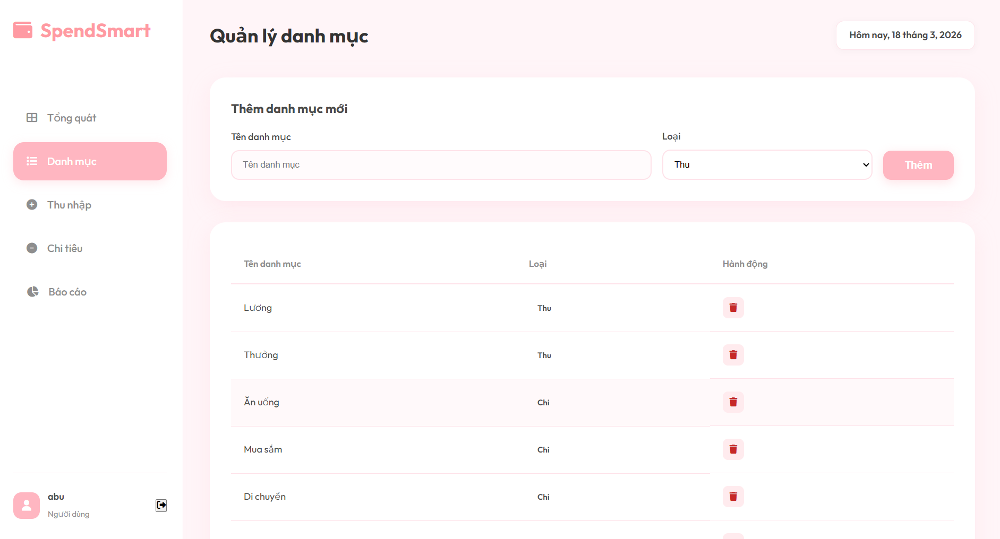 SpendSmart
Tổng quát
Danh mục
Thu nhập
Chi tiêu
Báo cáo
abu
Người dùng
Quản lý danh mục
Hôm nay, 18 tháng 3, 2026
Thêm danh mục mới
Tên danh mục
Loại
Tên danh mục
Thu
Thêm
Tên danh mục Loại Hành động
Lương Thu
Thưởng Thu
Ăn uống Chi
Mua sắm Chi
Di chuyển Chi